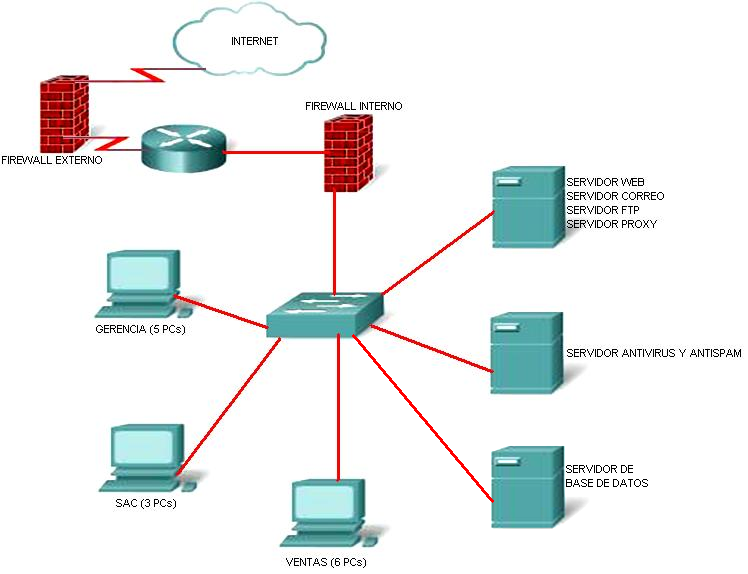 INTERNET
FIREWALL INTERNO
FIREWALL EXTERNO
SERVIDOR WEB
SERVIDOR CORREO
SERVIDOR FTP
SERVIDOR PROXY
GERENCIA (5 PCs)
SERVIDOR ANTIVIRUS Y ANTISPAM
SERVIDOR DE
BASE DE DATOS
SAC (3 PCs)
VENTAS (6 PCs)